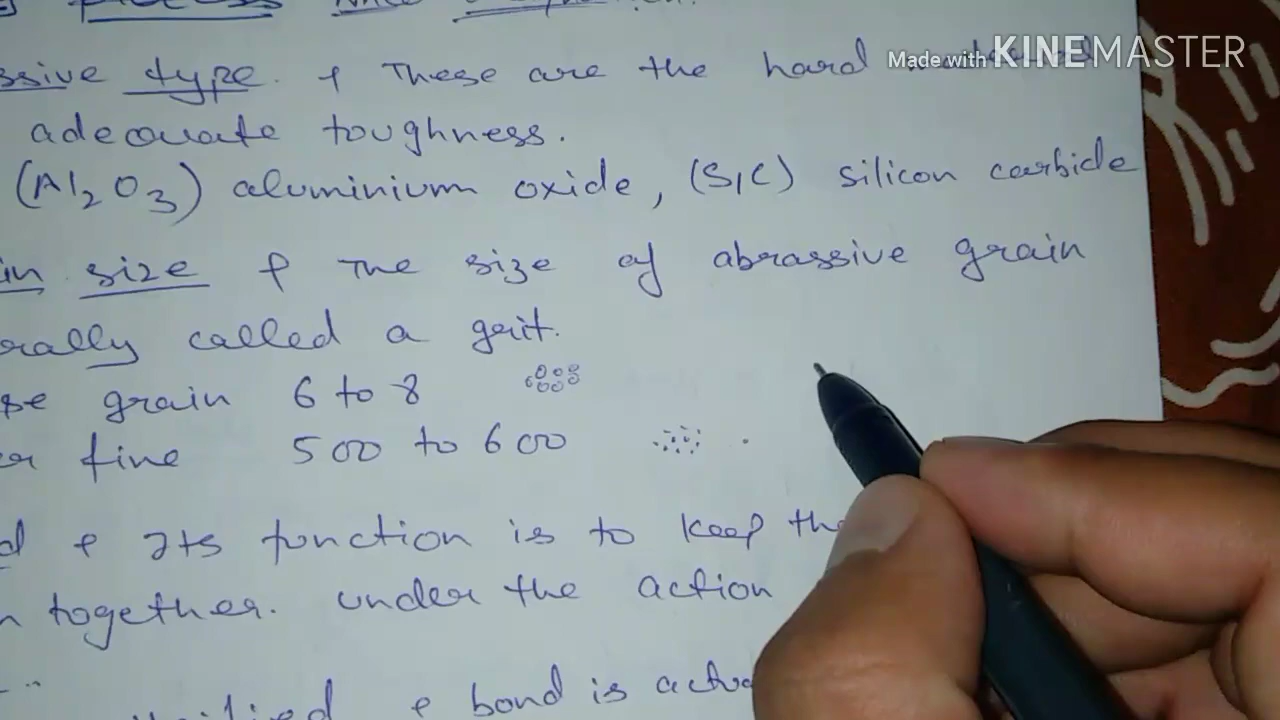 process
ssive type. These are the hard
adequate toughness.
(Al2O3) aluminium oxide, (SiC) silicon carbide
in size The size of abrassive grain
rally called a grit.
se grain 6 to 8
er fine 500 to 600
d Its function is to keep the
n together. under the action
bond is actua
Made with KINEMASTER